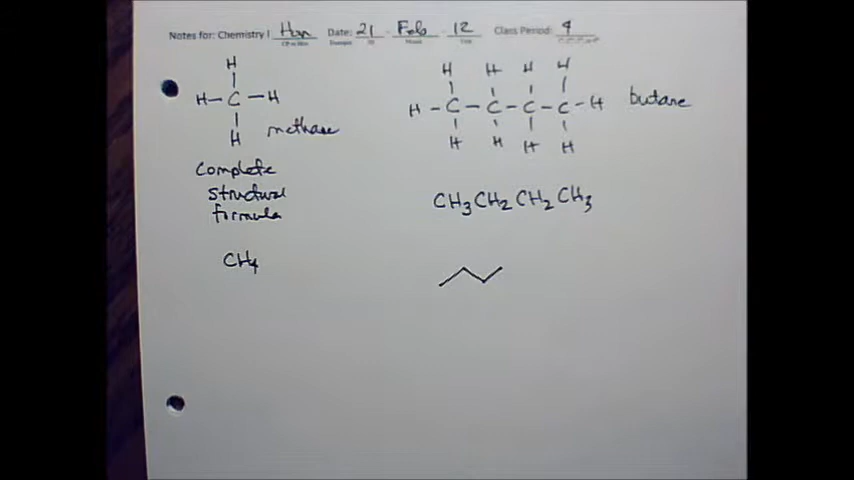 Notes for: Chemistry I Hon Date: 21 Feb 12 Class Period: 4
H
H - C - H
H
methane
Complete
structural
formula
CH4
H H H H
H - C - C - C - C - H
H H H H
butane
CH3CH2CH2CH3